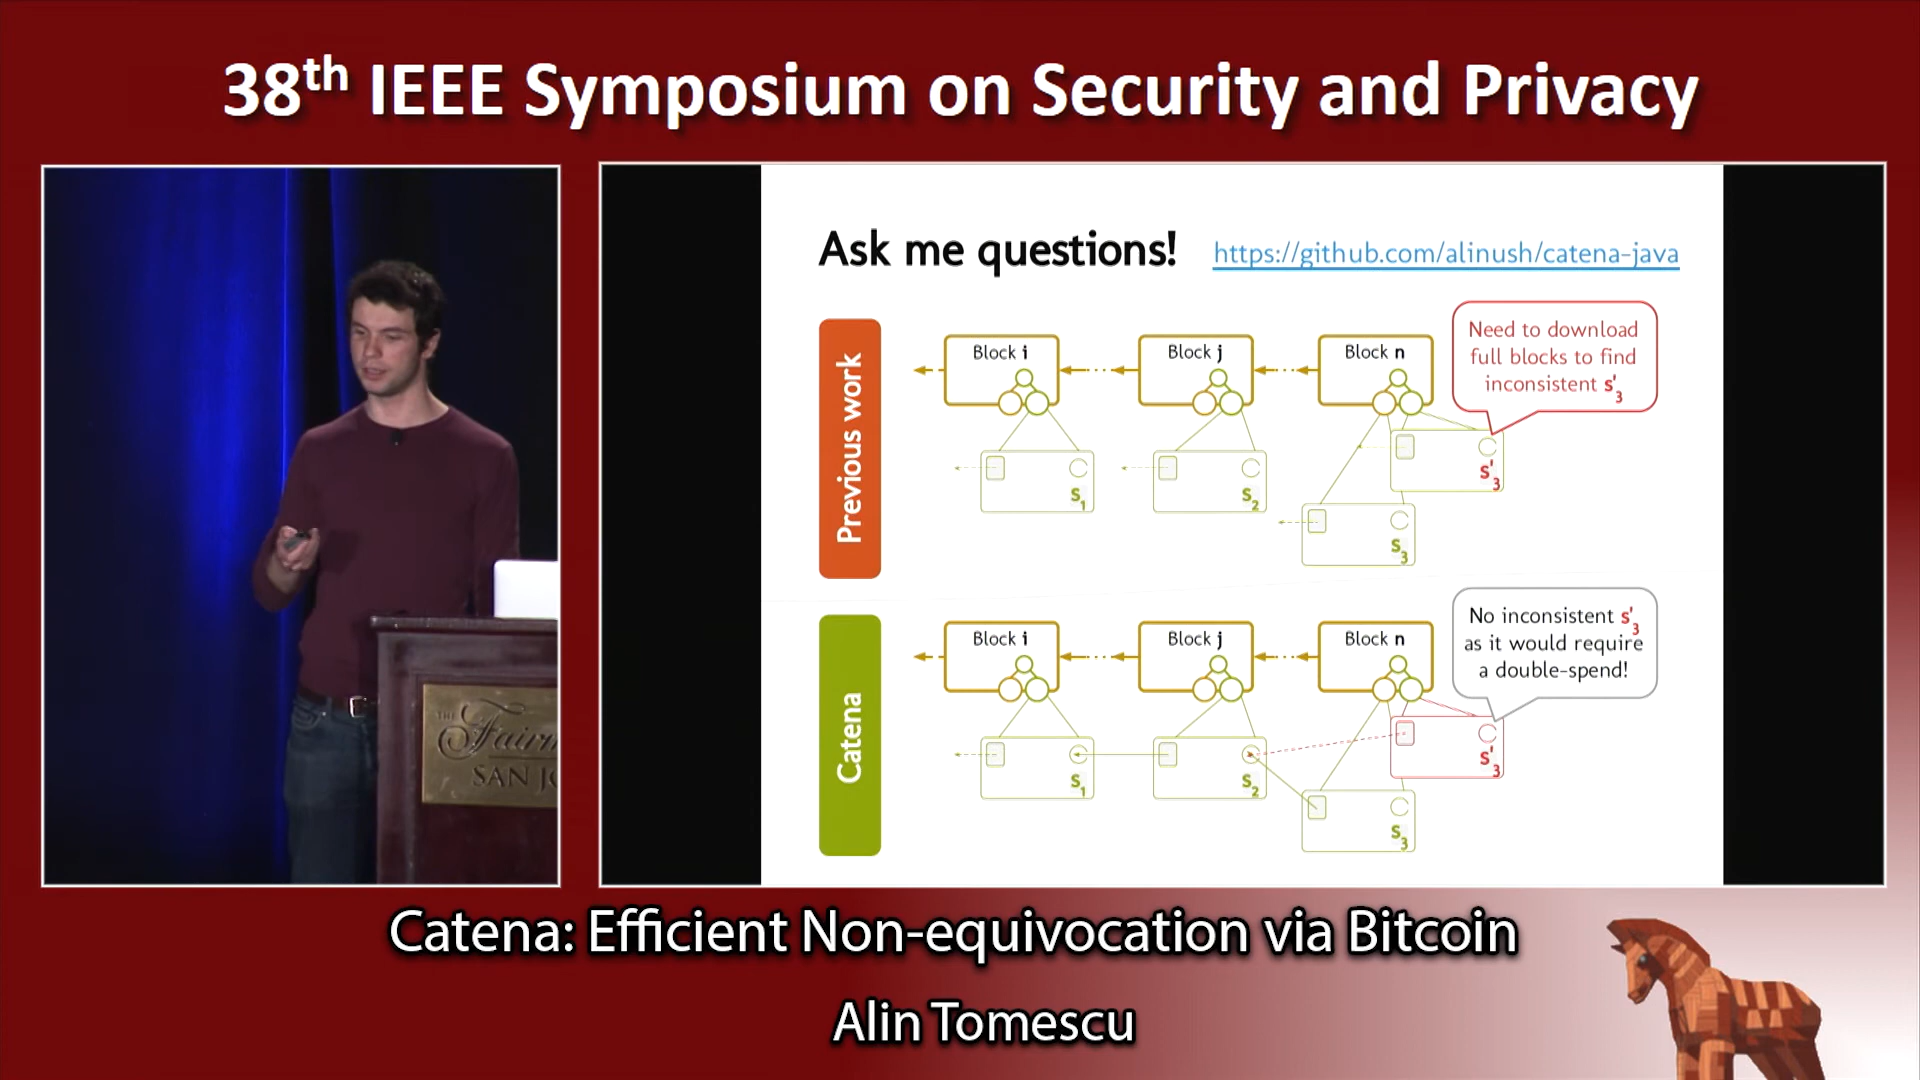 38th IEEE Symposium on Security and Privacy
Ask me questions! https://github.com/alinush/catena-java
Previous work
Block i
Block j
Block n
Need to download
full blocks to find
inconsistent s'3
s1
s2
s'3
s3
Catena
Block i
Block j
Block n
No inconsistent s'3
as it would require
a double-spend!
s1
s2
s'3
s3
THE
SAN
Catena: Efficient Non-equivocation via Bitcoin
Alin Tomescu